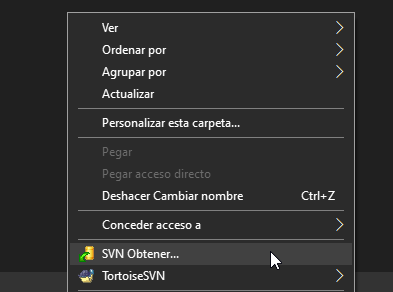 Ver
Ordenar por
Agrupar por
Actualizar
Personalizar esta carpeta...
Pegar
Pegar acceso directo
Deshacer Cambiar nombre Ctrl+Z
Conceder acceso a
SVN Obtener...
TortoiseSVN